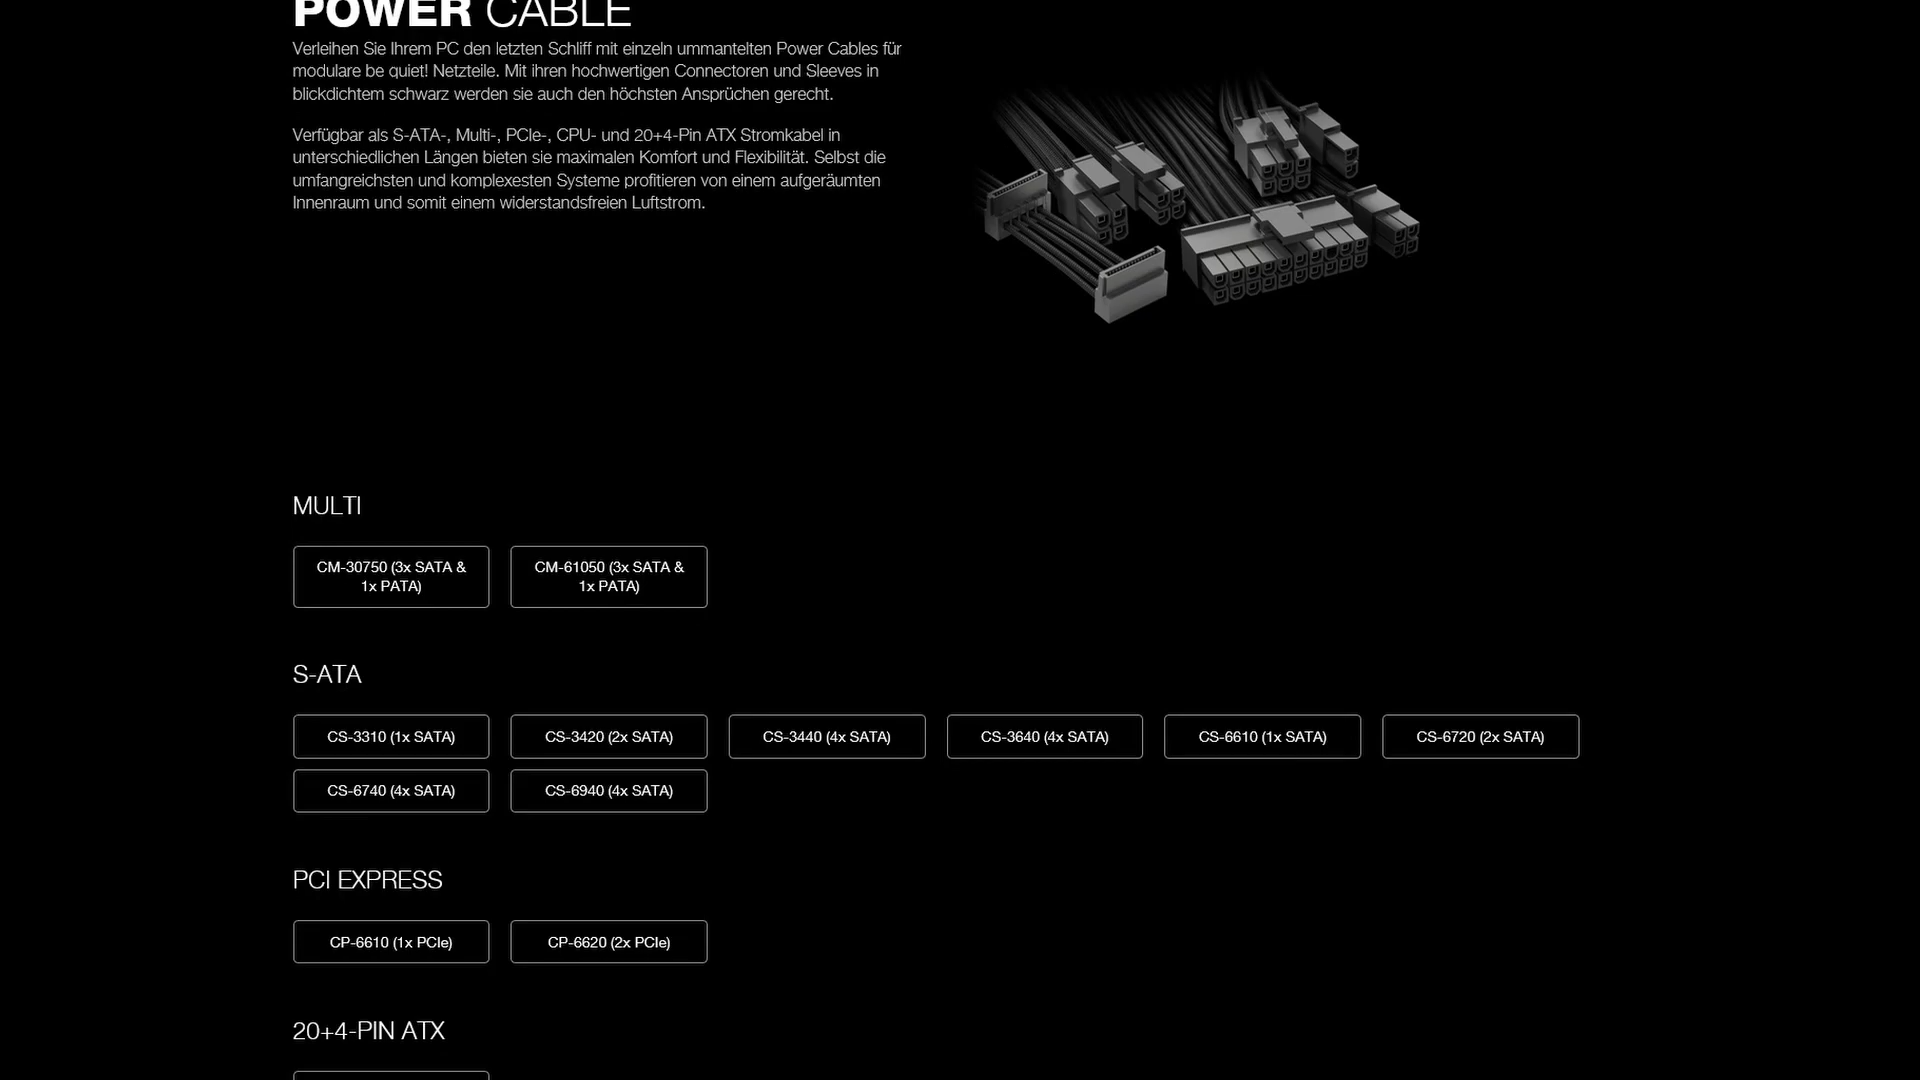 POWER CABLE
Verleihen Sie Ihrem PC den letzten Schliff mit einzeln ummantelten Power Cables für
modulare be quiet! Netzteile. Mit ihren hochwertigen Connectoren und Sleeves in
blickdichtem schwarz werden sie auch den höchsten Ansprüchen gerecht.
Verfügbar als S-ATA-, Multi-, PCIe-, CPU- und 20+4-Pin ATX Stromkabel in
unterschiedlichen Längen bieten sie maximalen Komfort und Flexibilität. Selbst die
umfangreichsten und komplexesten Systeme profitieren von einem aufgeräumten
Innenraum und somit einem widerstandsfreien Luftstrom.
MULTI
CM-30750 (3x SATA &
1x PATA)
CM-61050 (3x SATA &
1x PATA)
S-ATA
CS-3310 (1x SATA)
CS-3420 (2x SATA)
CS-3440 (4x SATA)
CS-3640 (4x SATA)
CS-6610 (1x SATA)
CS-6720 (2x SATA)
CS-6740 (4x SATA)
CS-6940 (4x SATA)
PCI EXPRESS
CP-6610 (1x PCIe)
CP-6620 (2x PCIe)
20+4-PIN ATX